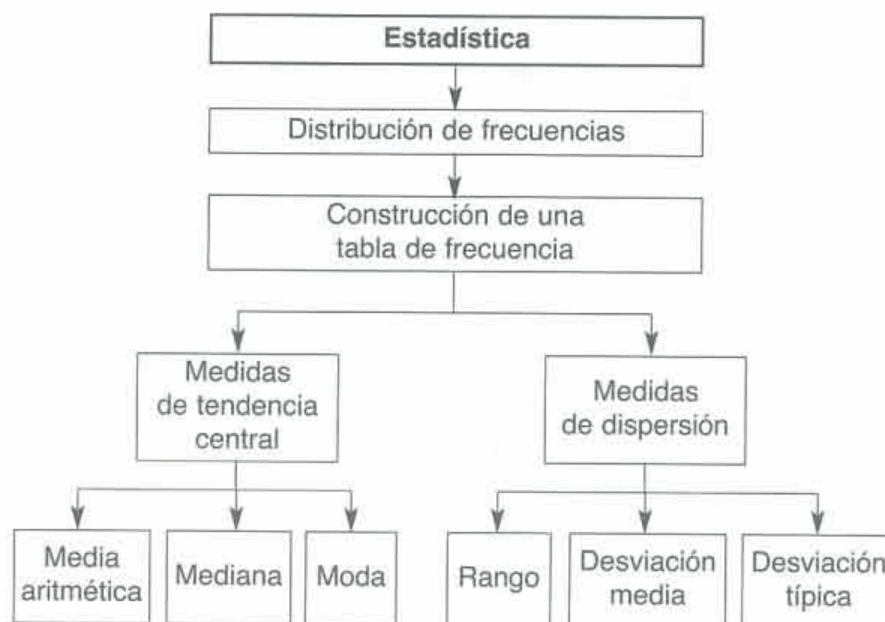 Estadística
Distribución de frecuencias
Construcción de una
tabla de frecuencia
Medidas
de tendencia
central
Medidas
de dispersión
Media
aritmética
Mediana
Moda
Rango
Desviación
media
Desviación
típica